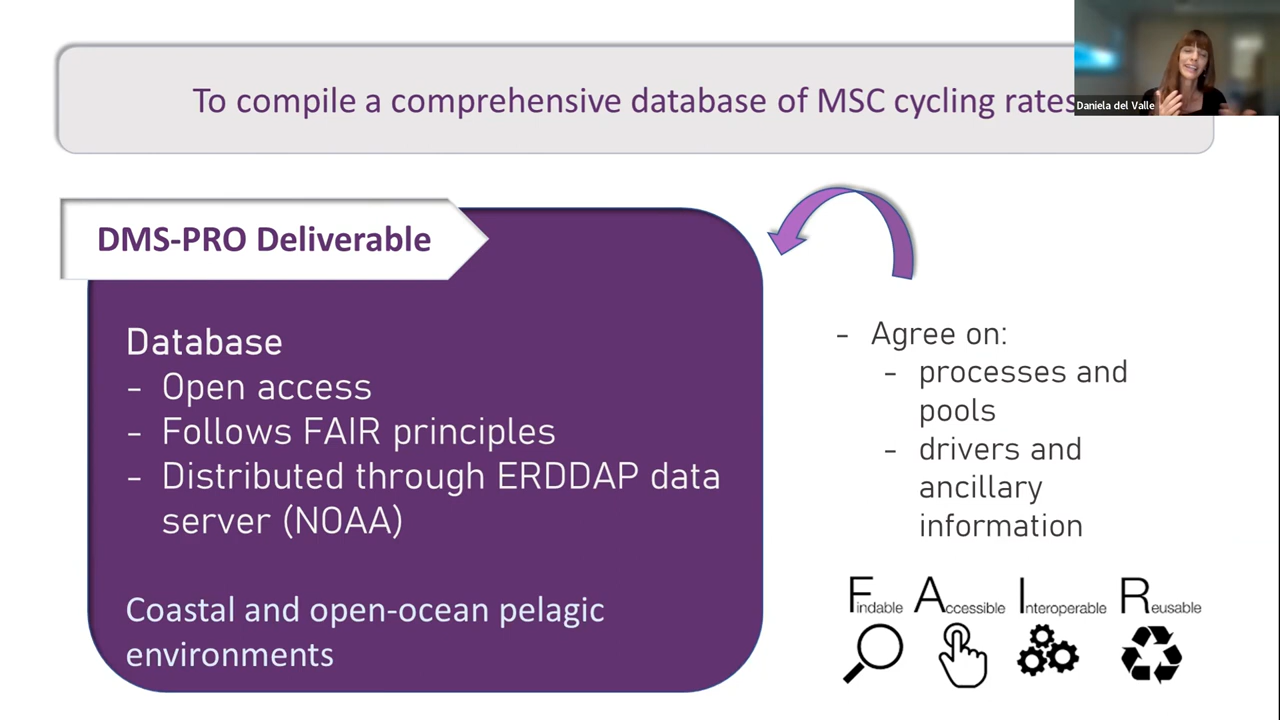 To compile a comprehensive database of MSC cycling rates
Daniela del Valle
DMS-PRO Deliverable
Database
- Open access
- Follows FAIR principles
- Distributed through ERDDAP data
server (NOAA)
Coastal and open-ocean pelagic
environments
- Agree on:
- processes and
pools
- drivers and
ancillary
information
Findable Accessible Interoperable Reusable